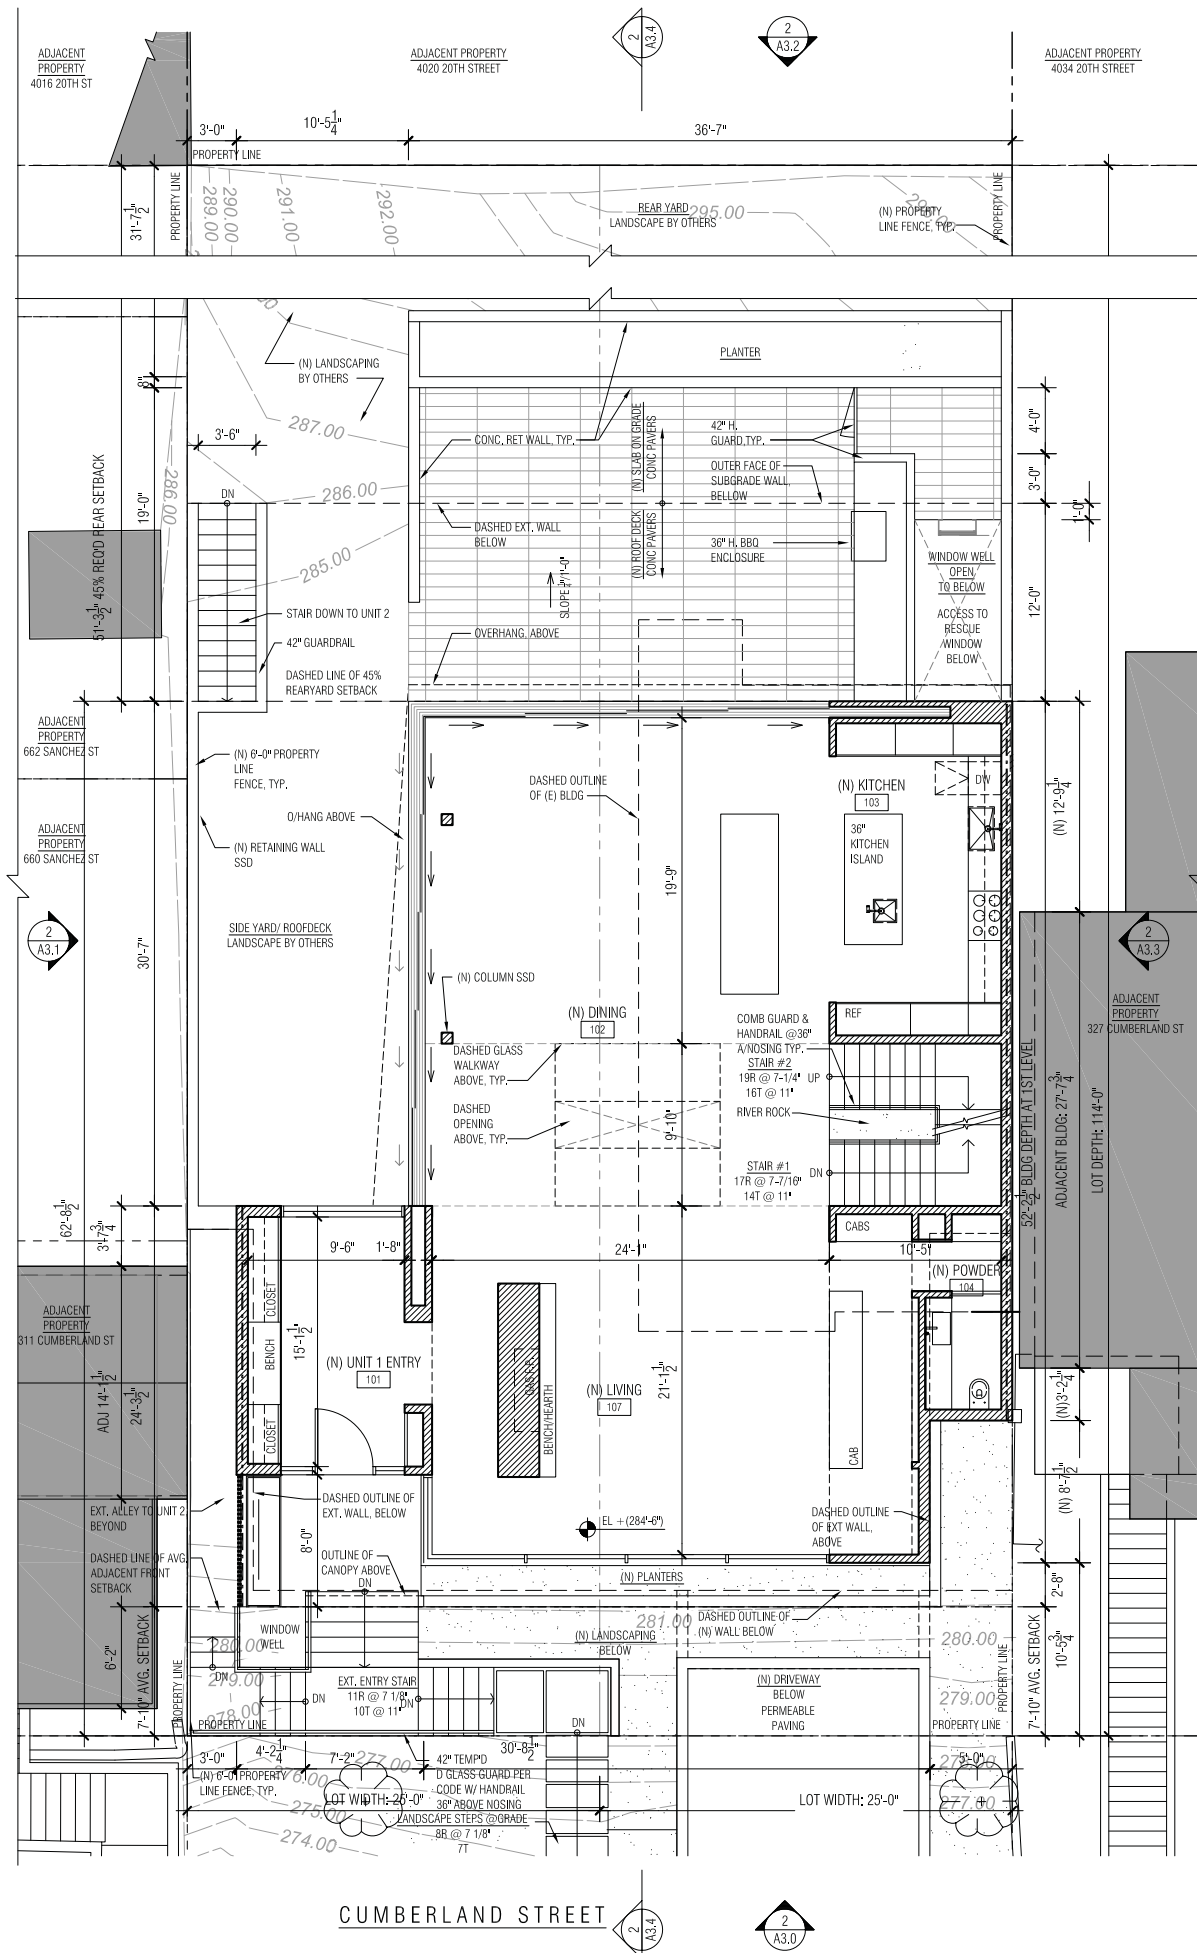 ADJACENT
PROPERTY
4016 20TH ST
ADJACENT PROPERTY
4020 20TH STREET
2
A3.4
2
A3.2
ADJACENT PROPERTY
4034 20TH STREET
3'-0"
10'-5 1/4"
36'-7"
PROPERTY LINE
PROPERTY LINE
31'-7 1/2"
289.00
290.00
291.00
292.00
REAR YARD
LANDSCAPE BY OTHERS
295.00
(N) PROPERTY
LINE FENCE, TYP.
PROPERTY LINE
(N) LANDSCAPING
BY OTHERS
PLANTER
8"
287.00
3'-6"
CONC. RET WALL, TYP.
(N) SLAB ON GRADE
CONC PAVERS
42" H.
GUARD, TYP.
OUTER FACE OF
SUBGRADE WALL,
BELLOW
4'-0"
3'-0"
1'-0"
51'-3 1/2" 45% REQ'D REAR SETBACK
19'-0"
286.00
DN
286.00
DASHED EXT. WALL
BELOW
(N) ROOF DECK
CONC PAVERS
36" H. BBQ
ENCLOSURE
WINDOW WELL
OPEN
TO BELOW
ACCESS TO
RESCUE
WINDOW
BELOW
12'-0"
285.00
SLOPE 1/4"/1'-0"
STAIR DOWN TO UNIT 2
42" GUARDRAIL
OVERHANG, ABOVE
DASHED LINE OF 45%
REARYARD SETBACK
ADJACENT
PROPERTY
662 SANCHEZ ST
(N) 6'-0" PROPERTY
LINE
FENCE, TYP.
DASHED OUTLINE
OF (E) BLDG
(N) KITCHEN
103
DW
(N) 12'-9 1/4"
O/HANG ABOVE
36"
KITCHEN
ISLAND
ADJACENT
PROPERTY
660 SANCHEZ ST
(N) RETAINING WALL
SSD
19'-9"
2
A3.1
SIDE YARD/ ROOFDECK
LANDSCAPE BY OTHERS
30'-7"
2
A3.3
(N) COLUMN SSD
(N) DINING
102
COMB GUARD &
HANDRAIL @36"
A/NOSING TYP.
REF
ADJACENT
PROPERTY
327 CUMBERLAND ST
DASHED GLASS
WALKWAY
ABOVE, TYP.
STAIR #2
19R @ 7-1/4" UP
16T @ 11"
DASHED
OPENING
ABOVE, TYP.
RIVER ROCK
9'-10"
STAIR #1
17R @ 7-7/16"
14T @ 11"
DN
52'-2 1/2" BLDG DEPTH AT 1ST LEVEL
ADJACENT BLDG: 27'-7 3/4"
LOT DEPTH: 114'-0"
62'-8 1/2"
3'-7 3/4"
CABS
9'-6"
1'-8"
24'-1"
10'-5"
(N) POWDER
104
CLOSET
ADJACENT
PROPERTY
311 CUMBERLAND ST
15'-1 1/2"
BENCH
(N) UNIT 1 ENTRY
101
21'-1 1/2"
(N) LIVING
107
BENCH/HEARTH
ADJ 14'-1 1/2"
24'-3 1/2"
CLOSET
CAB
(N)3'-2 1/4"
(N) 8'-7 1/2"
EXT. ALLEY TO UNIT 2,
BEYOND
DASHED OUTLINE OF
EXT. WALL, BELOW
DASHED OUTLINE
OF EXT WALL,
ABOVE
EL +(284'-6")
8'-0"
DASHED LINE OF AVG.
ADJACENT FRONT
SETBACK
OUTLINE OF
CANOPY ABOVE
DN
(N) PLANTERS
2'-8"
281.00
DASHED OUTLINE OF
(N) WALL BELOW
WINDOW
WELL
(N) LANDSCAPING
BELOW
280.00
280.00
6'-2"
7'-10" AVG. SETBACK
PROPERTY LINE
DN
279.00
EXT. ENTRY STAIR
11R @ 7 1/8"
10T @ 11"
DN
DN
(N) DRIVEWAY
BELOW
PERMEABLE
PAVING
279.00
PROPERTY LINE
7'-10" AVG. SETBACK
10'-5 3/4"
278.00
PROPERTY LINE
DN
PROPERTY LINE
3'-0"
4'-2 1/4"
7'-2"
277.00
30'-8 1/2"
5'-0"
(N) 6'-0" PROPERTY
LINE FENCE, TYP.
276.00
42" TEMP'D
D GLASS GUARD PER
CODE W/ HANDRAIL
36" ABOVE NOSING
LOT WIDTH: 25'-0"
LOT WIDTH: 25'-0"
277.00
275.00
LANDSCAPE STEPS @GRADE
8R @ 7 1/8"
7T
274.00
CUMBERLAND STREET
2
A3.4
2
A3.0